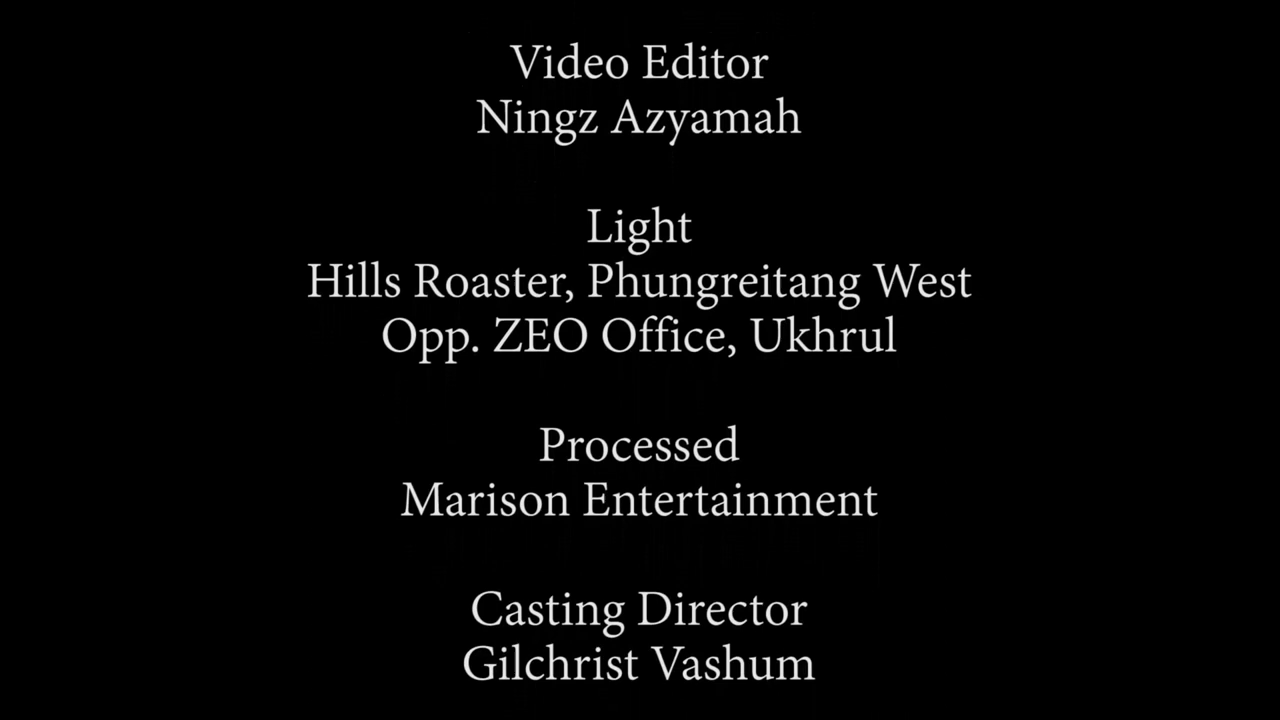 Video Editor
Ningz Azyamah
Light
Hills Roaster, Phungreitang West
Opp. ZEO Office, Ukhrul
Processed
Marison Entertainment
Casting Director
Gilchrist Vashum